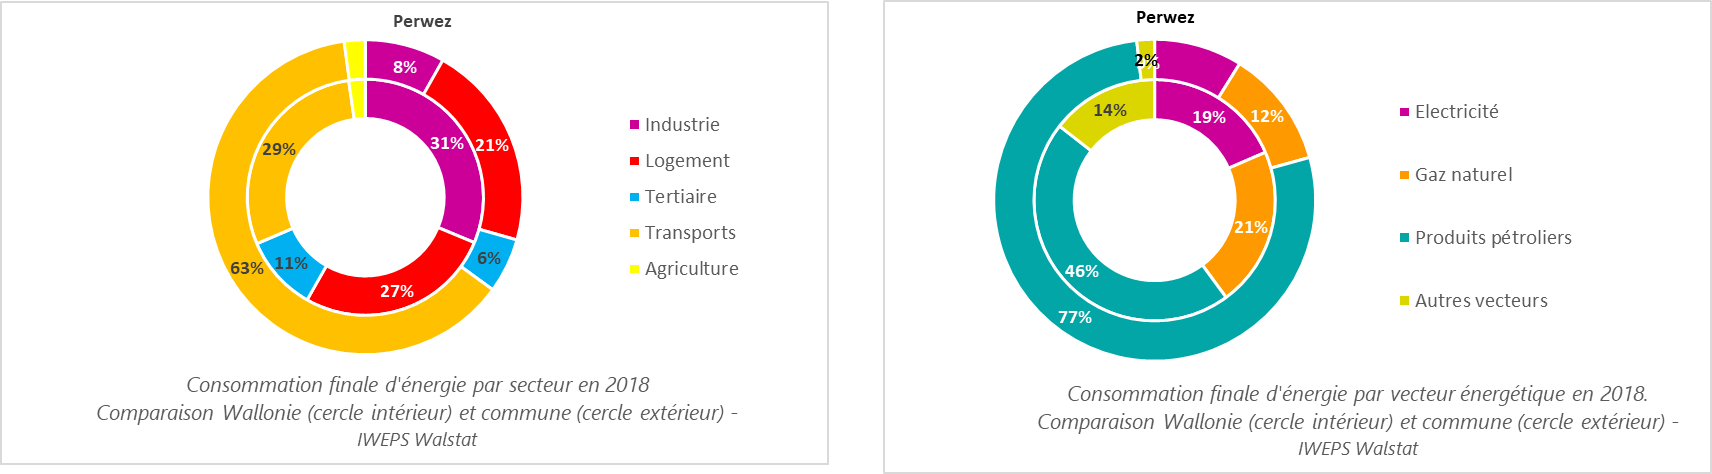 Perwez
8%
31%
21%
29%
11%
6%
63%
27%
Industrie
Logement
Tertiaire
Transports
Agriculture
Consommation finale d'énergie par secteur en 2018
Comparaison Wallonie (cercle intérieur) et commune (cercle extérieur) -
IWEPS Walstat
Perwez
2%
14%
19%
12%
21%
46%
77%
Electricité
Gaz naturel
Produits pétroliers
Autres vecteurs
Consommation finale d'énergie par vecteur énergétique en 2018.
Comparaison Wallonie (cercle intérieur) et commune (cercle extérieur) -
IWEPS Walstat